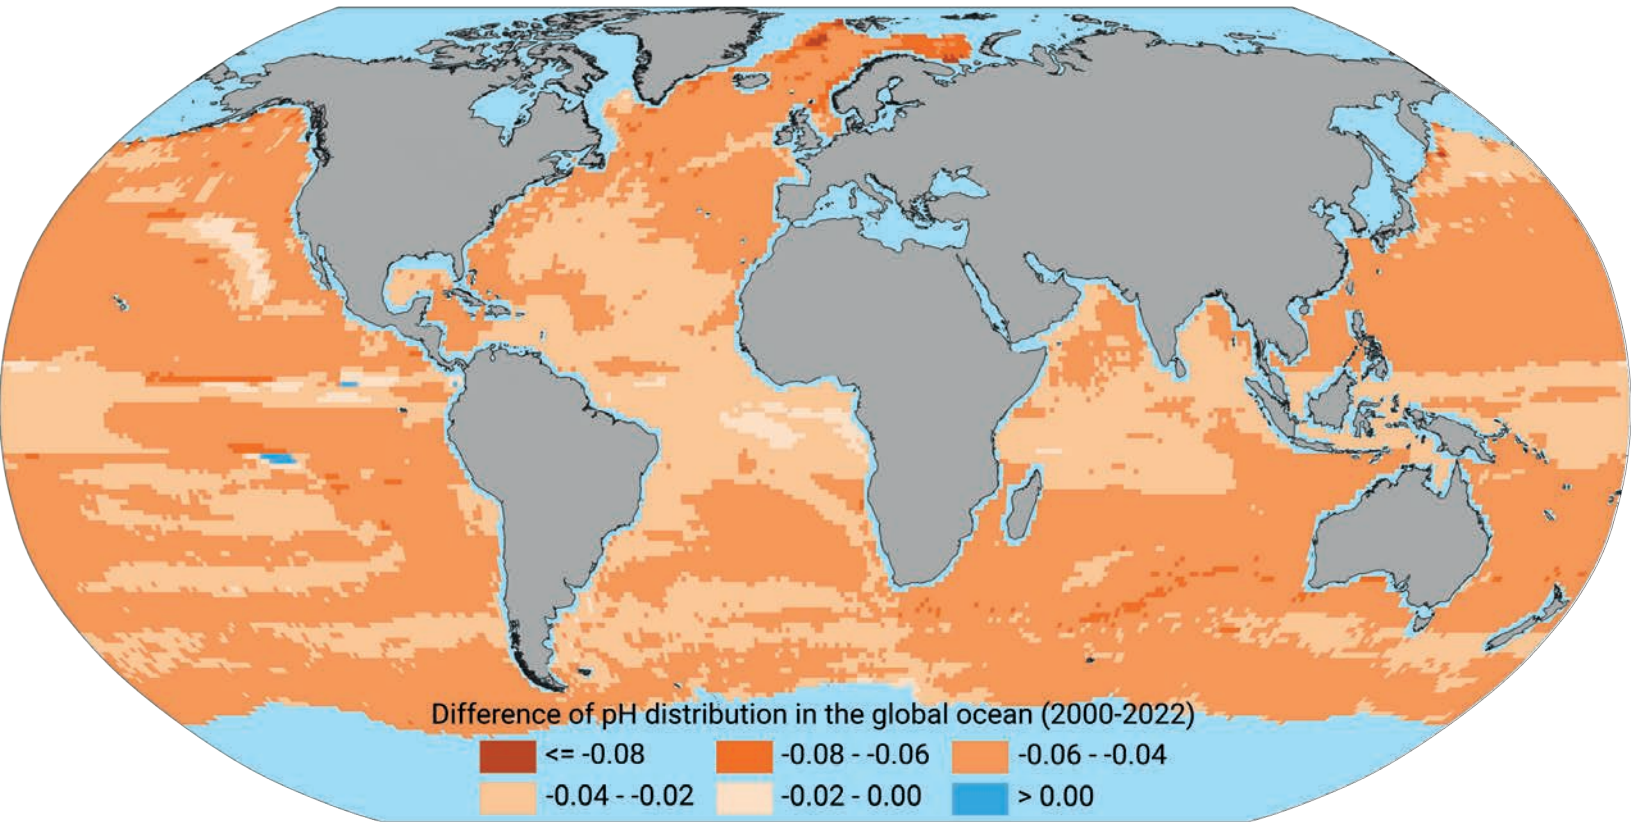 Difference of pH distribution in the global ocean (2000-2022)
<= -0.08 -0.08 - -0.06 -0.06 - -0.04
-0.04 - -0.02 -0.02 - 0.00 > 0.00